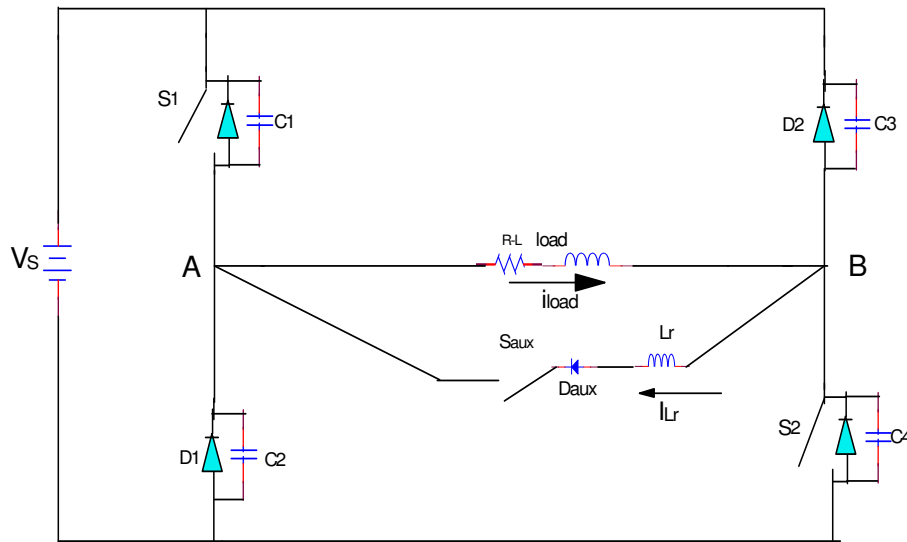 S1
C1
D2
C3
VS
A
R-L load
B
iload
Saux
Lr
Daux
ILr
S2
D1
C2
C4